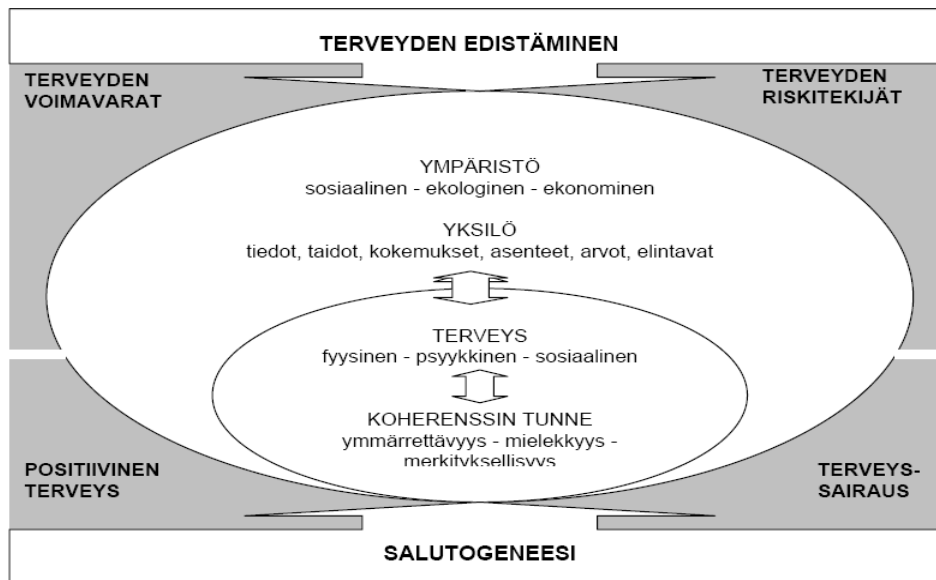 TERVEYDEN EDISTÄMINEN
TERVEYDEN
VOIMAVARAT
TERVEYDEN
RISKITEKIJÄT
YMPÄRISTÖ
sosiaalinen - ekologinen - ekonominen
YKSILÖ
tiedot, taidot, kokemukset, asenteet, arvot, elintavat
TERVEYS
fyysinen - psyykkinen - sosiaalinen
KOHERENSSIN TUNNE
ymmärrettävyys - mielekkyys -
merkityksellisyys
POSITIIVINEN
TERVEYS
TERVEYS-
SAIRAUS
SALUTOGENEESI